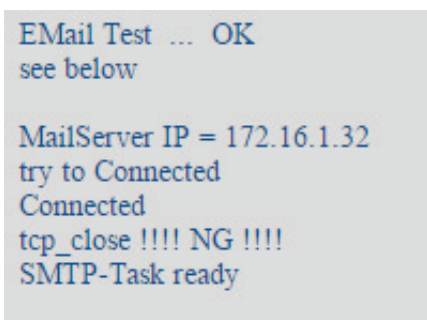 EMail Test ... OK
see below
MailServer IP = 172.16.1.32
try to Connected
Connected
tcp_close !!!! NG !!!!
SMTP-Task ready